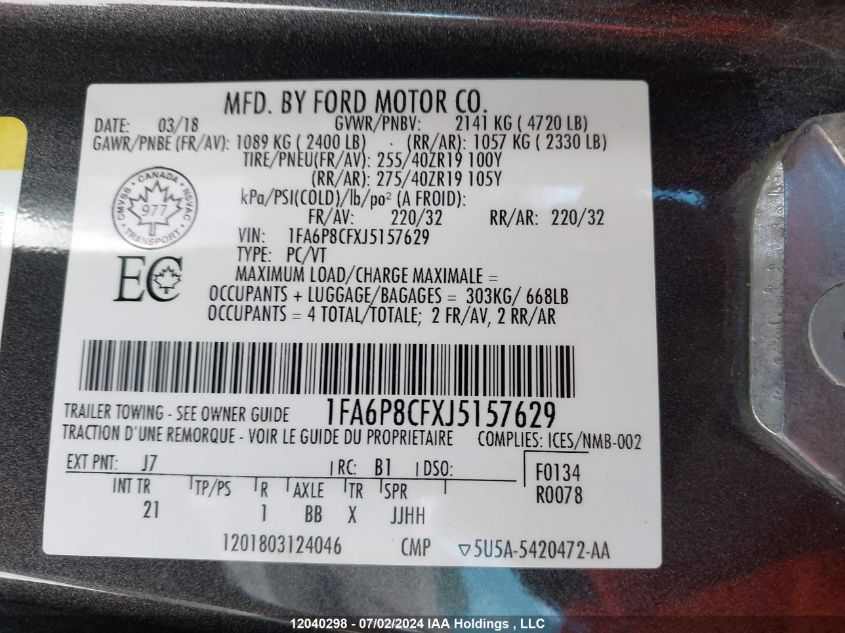 MFD. BY FORD MOTOR CO.
DATE: 03/18 GVWR/PNBV: 2141 KG ( 4720 LB)
GAWR/PNBE (FR/AV): 1089 KG ( 2400 LB) (RR/AR): 1057 KG ( 2330 LB)
TIRE/PNEU(FR/AV): 255/40ZR19 100Y
(RR/AR): 275/40ZR19 105Y
kPa/PSI(COLD)/lb/po² (A FROID):
FR/AV: 220/32 RR/AR: 220/32
CMVSS - CANADA - NSVAC
977
TRANSPORT
VIN: 1FA6P8CFXJ5157629
TYPE: PC/VT
EC
MAXIMUM LOAD/CHARGE MAXIMALE =
OCCUPANTS + LUGGAGE/BAGAGES = 303KG/ 668LB
OCCUPANTS = 4 TOTAL/TOTALE; 2 FR/AV, 2 RR/AR
TRAILER TOWING - SEE OWNER GUIDE 1FA6P8CFXJ5157629
TRACTION D'UNE REMORQUE - VOIR LE GUIDE DU PROPRIETAIRE COMPLIES: ICES/NMB-002
EXT PNT: J7 RC: B1 DSO: F0134
INT TR TP/PS R AXLE TR SPR R0078
21 1 BB X JJHH
1201803124046 CMP ▽5U5A-5420472-AA
12040298 - 07/02/2024 IAA Holdings , LLC